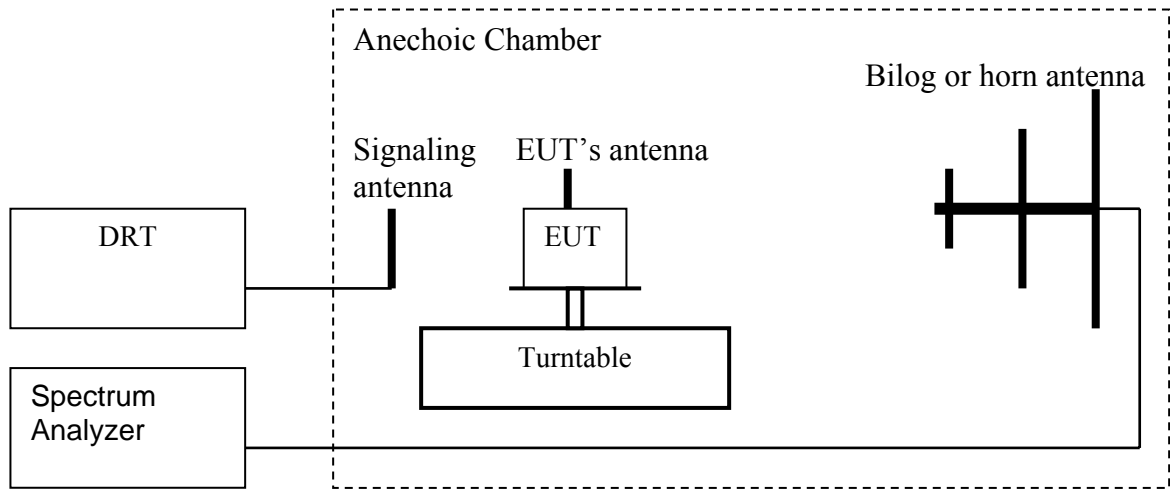 Anechoic Chamber
Bilog or horn antenna
Signaling
antenna
EUT’s antenna
DRT
EUT
Turntable
Spectrum
Analyzer